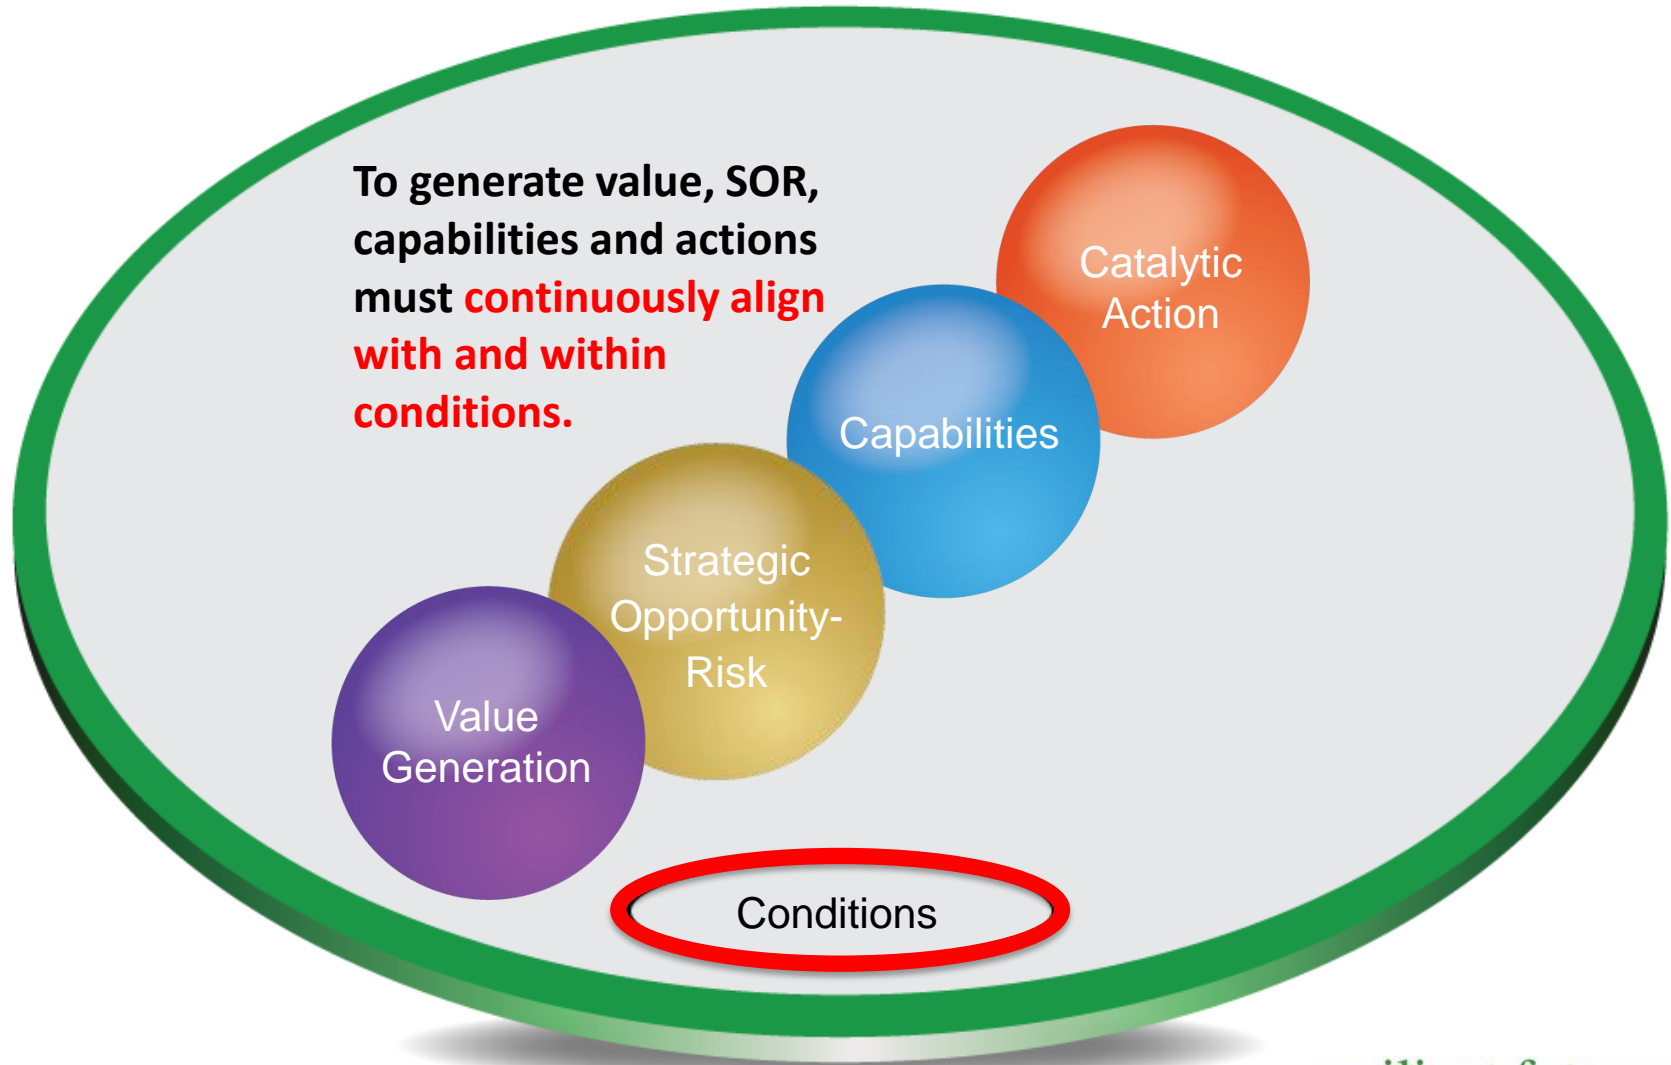 To generate value, SOR,
capabilities and actions
must continuously align
with and within
conditions.
Catalytic
Action
Capabilities
Strategic
Opportunity-
Risk
Value
Generation
Conditions